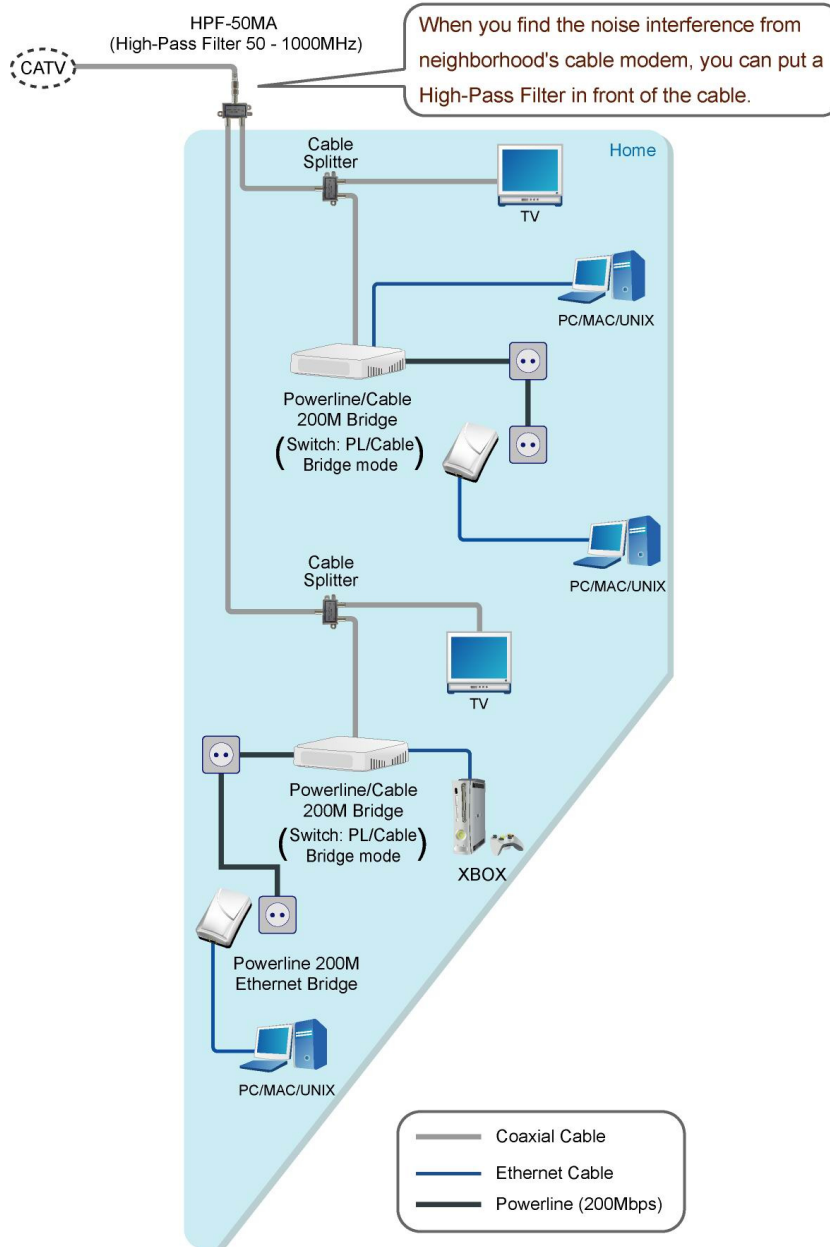 HPF-50MA
(High-Pass Filter 50 - 1000MHz)
CATV
When you find the noise interference from
neighborhood's cable modem, you can put a
High-Pass Filter in front of the cable.
Home
Cable
Splitter
TV
PC/MAC/UNIX
Powerline/Cable
200M Bridge
(Switch: PL/Cable
Bridge mode)
PC/MAC/UNIX
Cable
Splitter
TV
Powerline/Cable
200M Bridge
(Switch: PL/Cable
Bridge mode)
XBOX
Powerline 200M
Ethernet Bridge
PC/MAC/UNIX
Coaxial Cable
Ethernet Cable
Powerline (200Mbps)